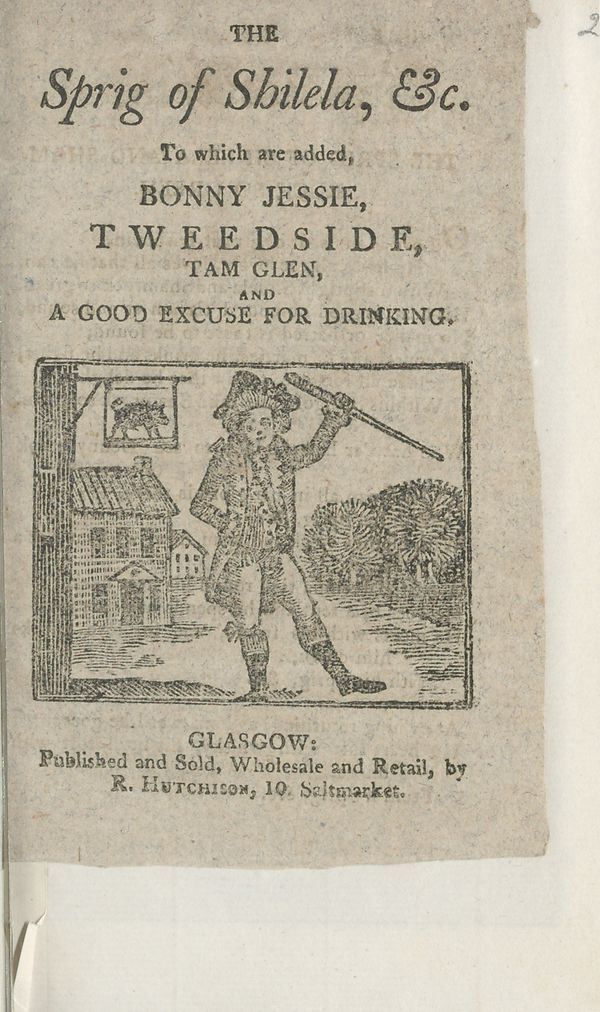 2
THE
Sprig of Shilela, &c.
To which are added,
BONNY JESSIE,
TWEEDSIDE,
TAM GLEN,
AND
A GOOD EXCUSE FOR DRINKING.
GLASGOW:
Published and Sold, Wholesale and Retail, by
R. HUTCHISON, 10. Saltmarket.